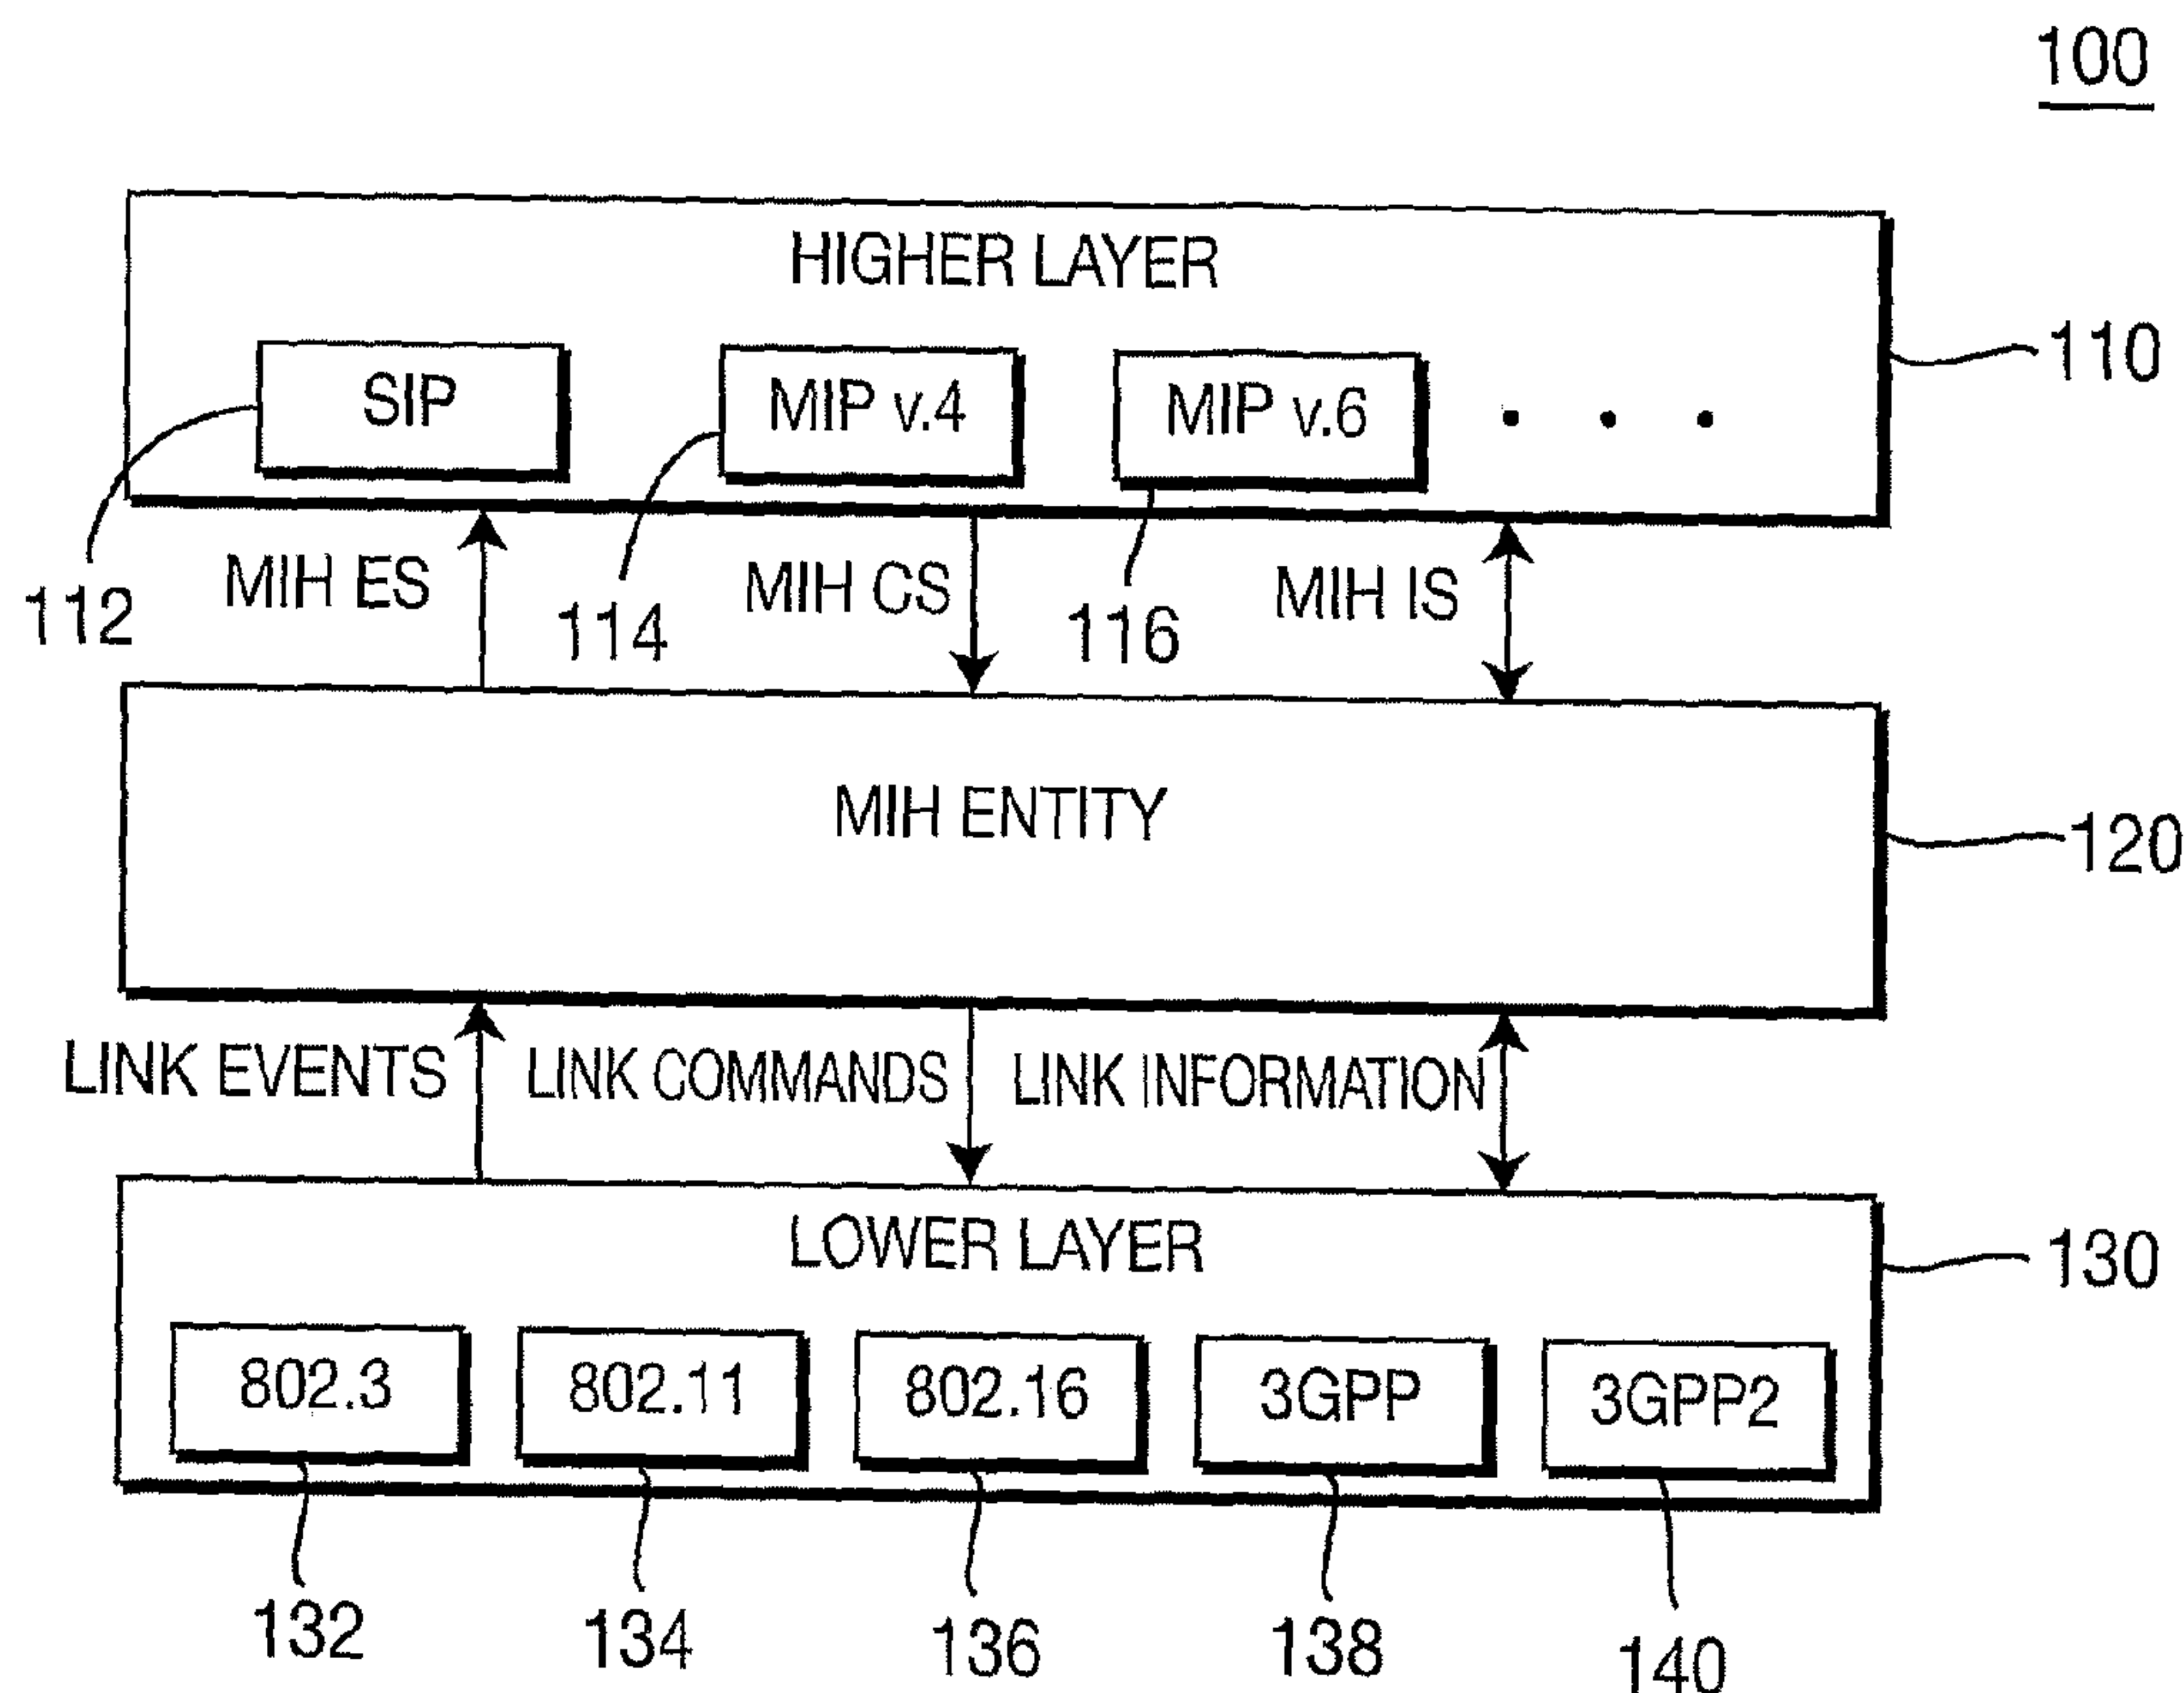 100
HIGHER LAYER
110
SIP
MIP v.4
MIP v.6
. . .
112
MIH ES
114
MIH CS
116
MIH IS
MIH ENTITY
120
LINK EVENTS
LINK COMMANDS
LINK INFORMATION
LOWER LAYER
130
802.3
802.11
802.16
3GPP
3GPP2
132
134
136
138
140